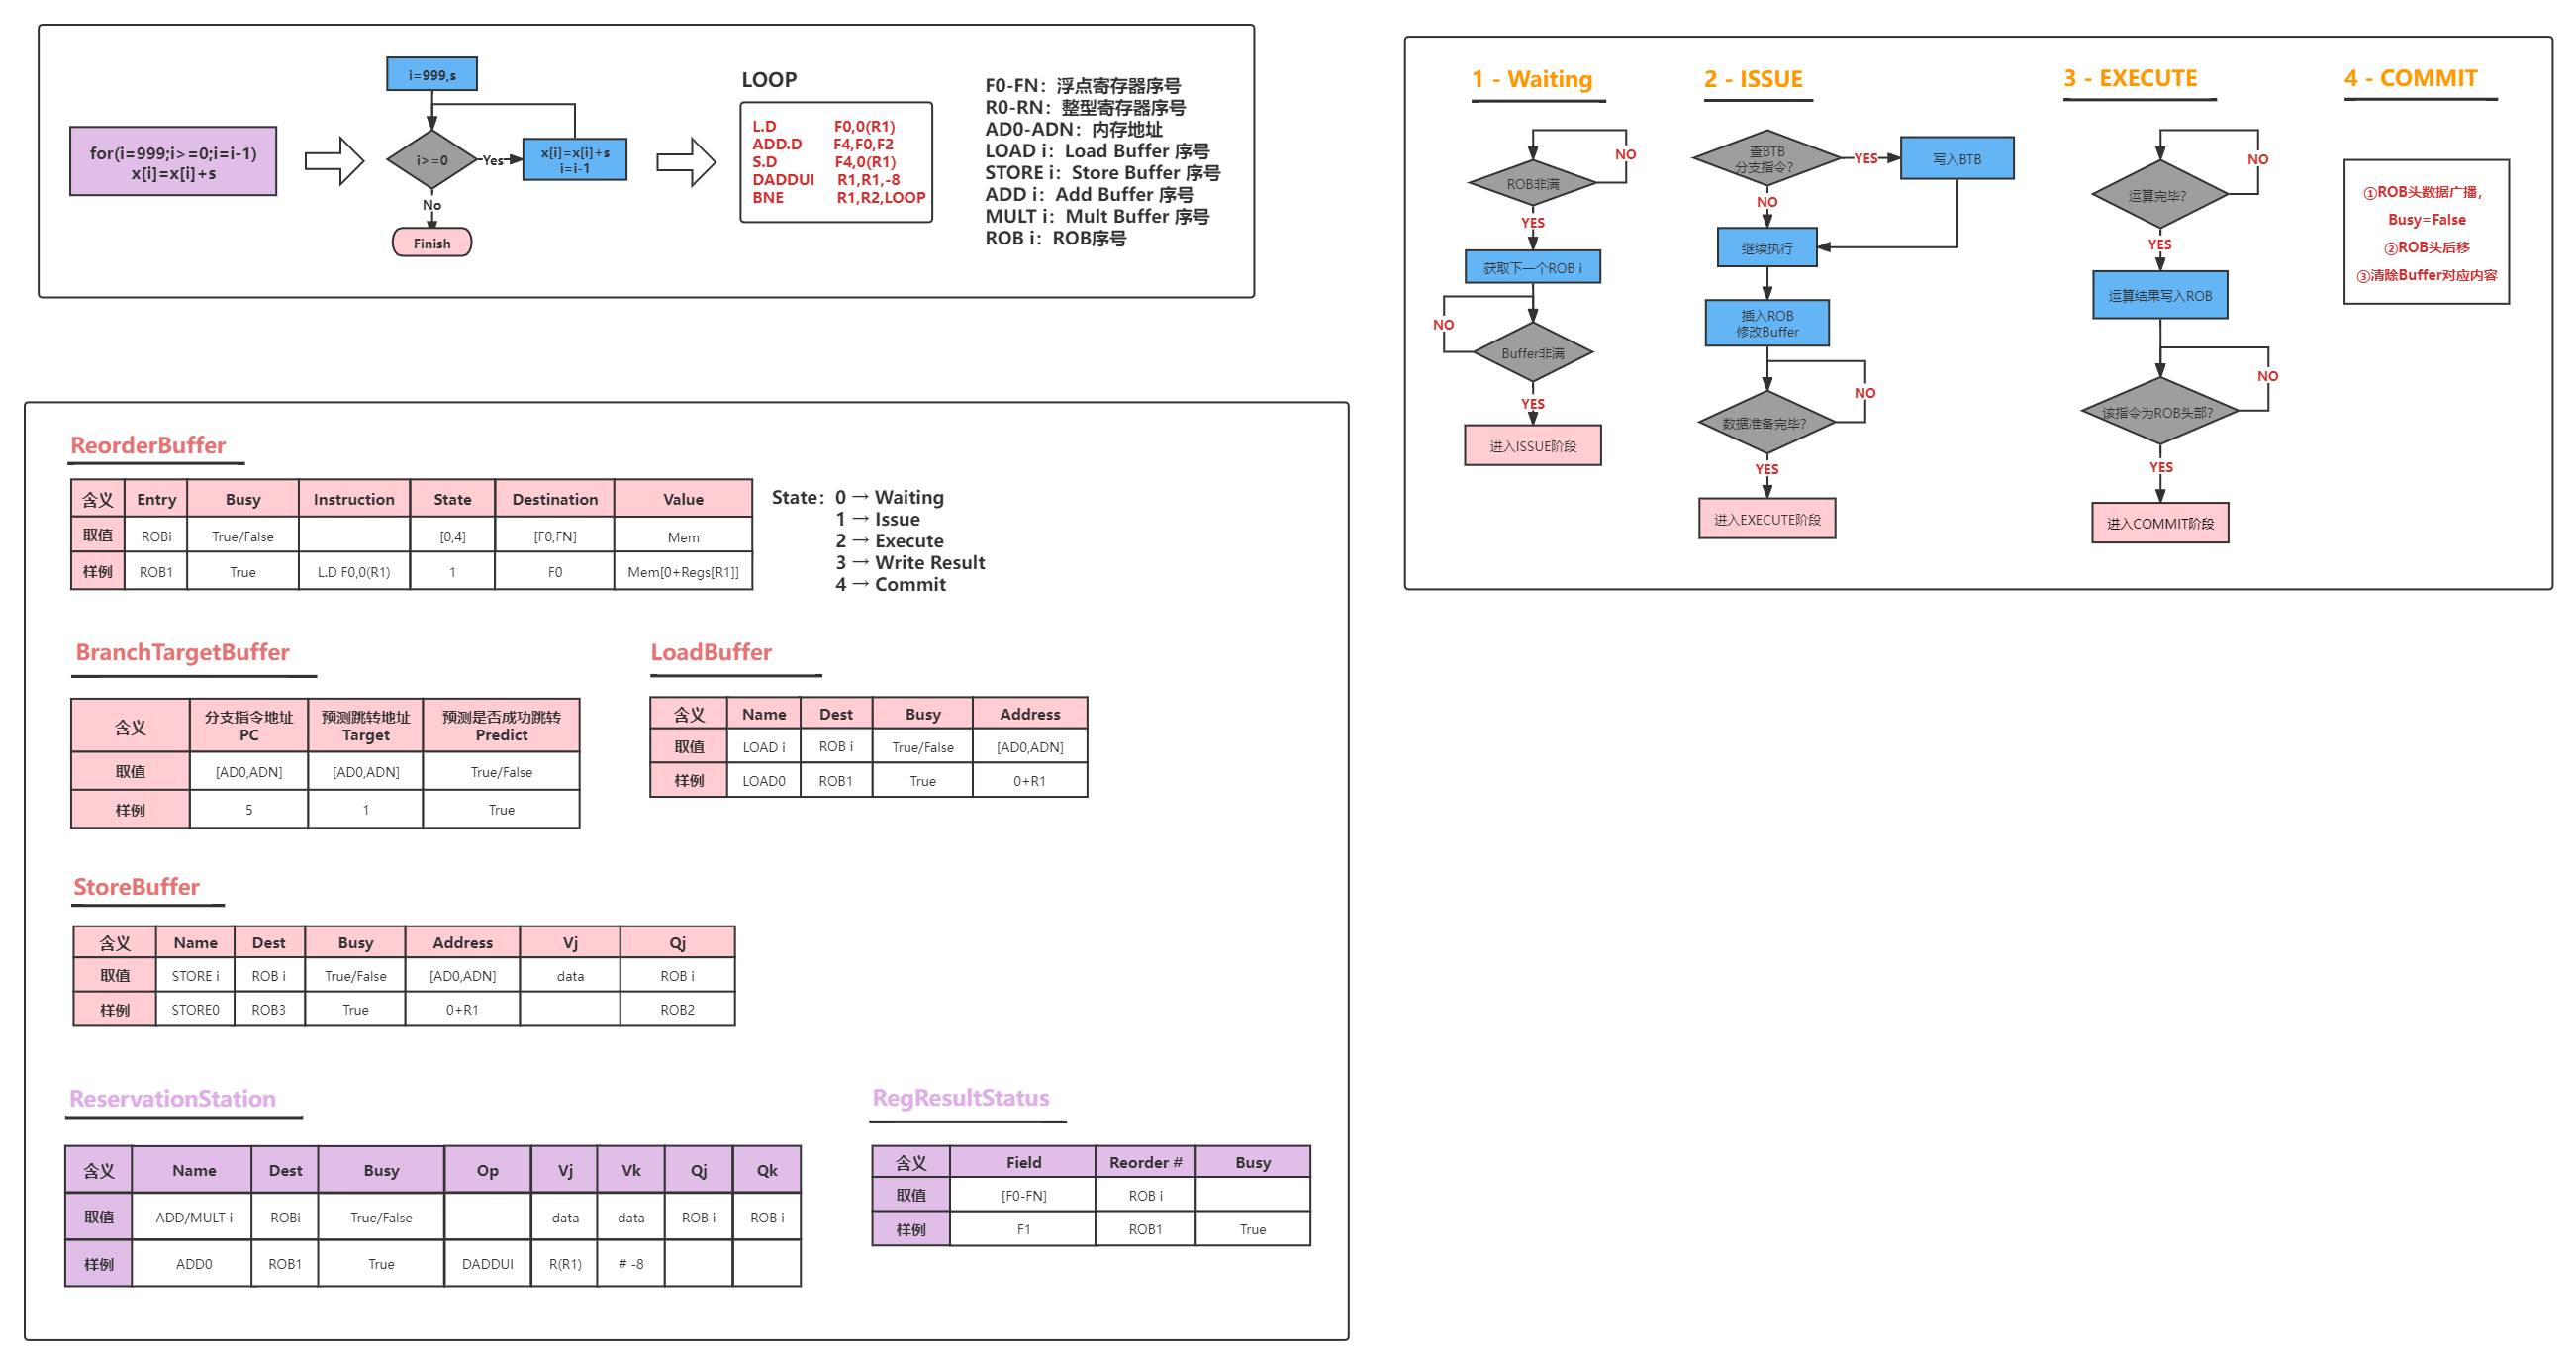 i=999,s
for(i=999;i>=0;i=i-1)
x[i]=x[i]+s
i>=0
Yes
x[i]=x[i]+s
i=i-1
No
Finish
LOOP
L.D F0,0(R1)
ADD.D F4,F0,F2
S.D F4,0(R1)
DADDUI R1,R1,-8
BNE R1,R2,LOOP
F0-FN：浮点寄存器序号
R0-RN：整型寄存器序号
AD0-ADN：内存地址
LOAD i：Load Buffer 序号
STORE i：Store Buffer 序号
ADD i：Add Buffer 序号
MULT i：Mult Buffer 序号
ROB i：ROB序号
1 - Waiting
ROB非满
NO
YES
获取下一个ROB i
NO
Buffer非满
YES
进入ISSUE阶段
2 - ISSUE
查BTB
分支指令？
YES
写入BTB
NO
继续执行
插入ROB
修改Buffer
NO
数据准备完毕？
YES
进入EXECUTE阶段
3 - EXECUTE
NO
运算完毕？
YES
运算结果写入ROB
NO
该指令为ROB头部？
YES
进入COMMIT阶段
4 - COMMIT
①ROB头数据广播，
Busy=False
②ROB头后移
③清除Buffer对应内容
ReorderBuffer
含义 Entry Busy Instruction State Destination Value
取值 ROBi True/False [0,4] [F0,FN] Mem
样例 ROB1 True L.D F0,0(R1) 1 F0 Mem[0+Regs[R1]]
State：0 → Waiting
1 → Issue
2 → Execute
3 → Write Result
4 → Commit
BranchTargetBuffer
含义 分支指令地址 预测跳转地址 预测是否成功跳转
PC Target Predict
取值 [AD0,ADN] [AD0,ADN] True/False
样例 5 1 True
LoadBuffer
含义 Name Dest Busy Address
取值 LOAD i ROB i True/False [AD0,ADN]
样例 LOAD0 ROB1 True 0+R1
StoreBuffer
含义 Name Dest Busy Address Vj Qj
取值 STORE i ROB i True/False [AD0,ADN] data ROB i
样例 STORE0 ROB3 True 0+R1 ROB2
ReservationStation
含义 Name Dest Busy Op Vj Vk Qj Qk
取值 ADD/MULT i ROBi True/False data data ROB i ROB i
样例 ADD0 ROB1 True DADDUI R(R1) # -8
RegResultStatus
含义 Field Reorder # Busy
取值 [F0-FN] ROB i
样例 F1 ROB1 True